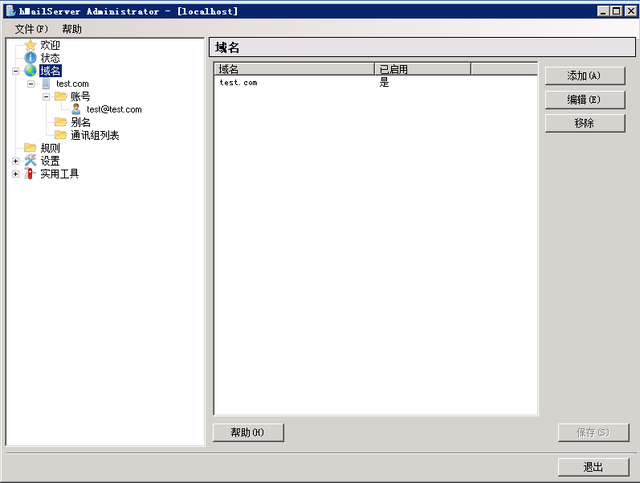 hMailServer Administrator - [localhost]
文件(F) 帮助
欢迎
状态
域名
test.com
账号
test@test.com
别名
通讯组列表
规则
设置
实用工具
域名
域名 已启用
test.com 是
添加(A)
编辑(E)
移除
帮助(H)
保存(S)
退出